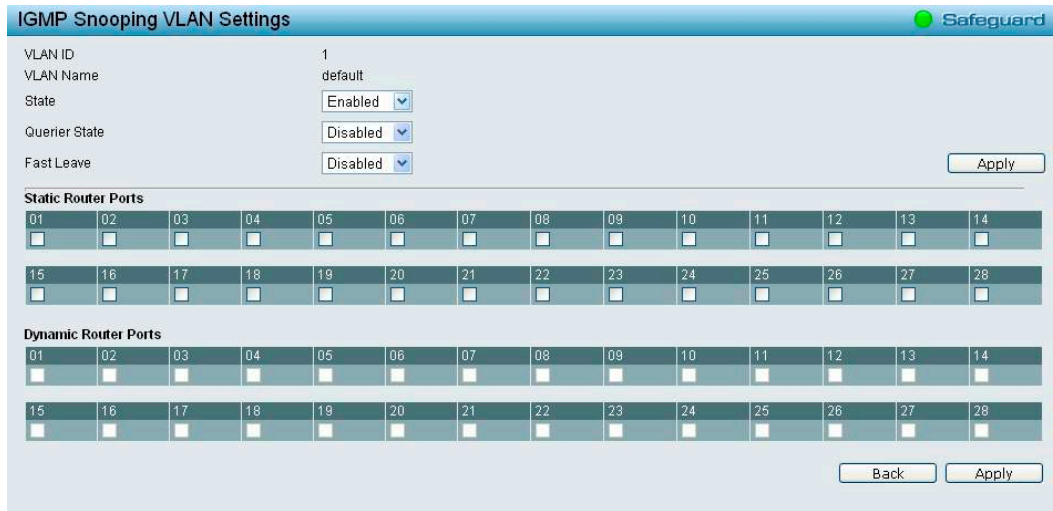 IGMP Snooping VLAN Settings Safeguard
VLAN ID 1
VLAN Name default
State Enabled
Querier State Disabled
Fast Leave Disabled Apply
Static Router Ports
01 02 03 04 05 06 07 08 09 10 11 12 13 14
15 16 17 18 19 20 21 22 23 24 25 26 27 28
Dynamic Router Ports
01 02 03 04 05 06 07 08 09 10 11 12 13 14
15 16 17 18 19 20 21 22 23 24 25 26 27 28
Back Apply